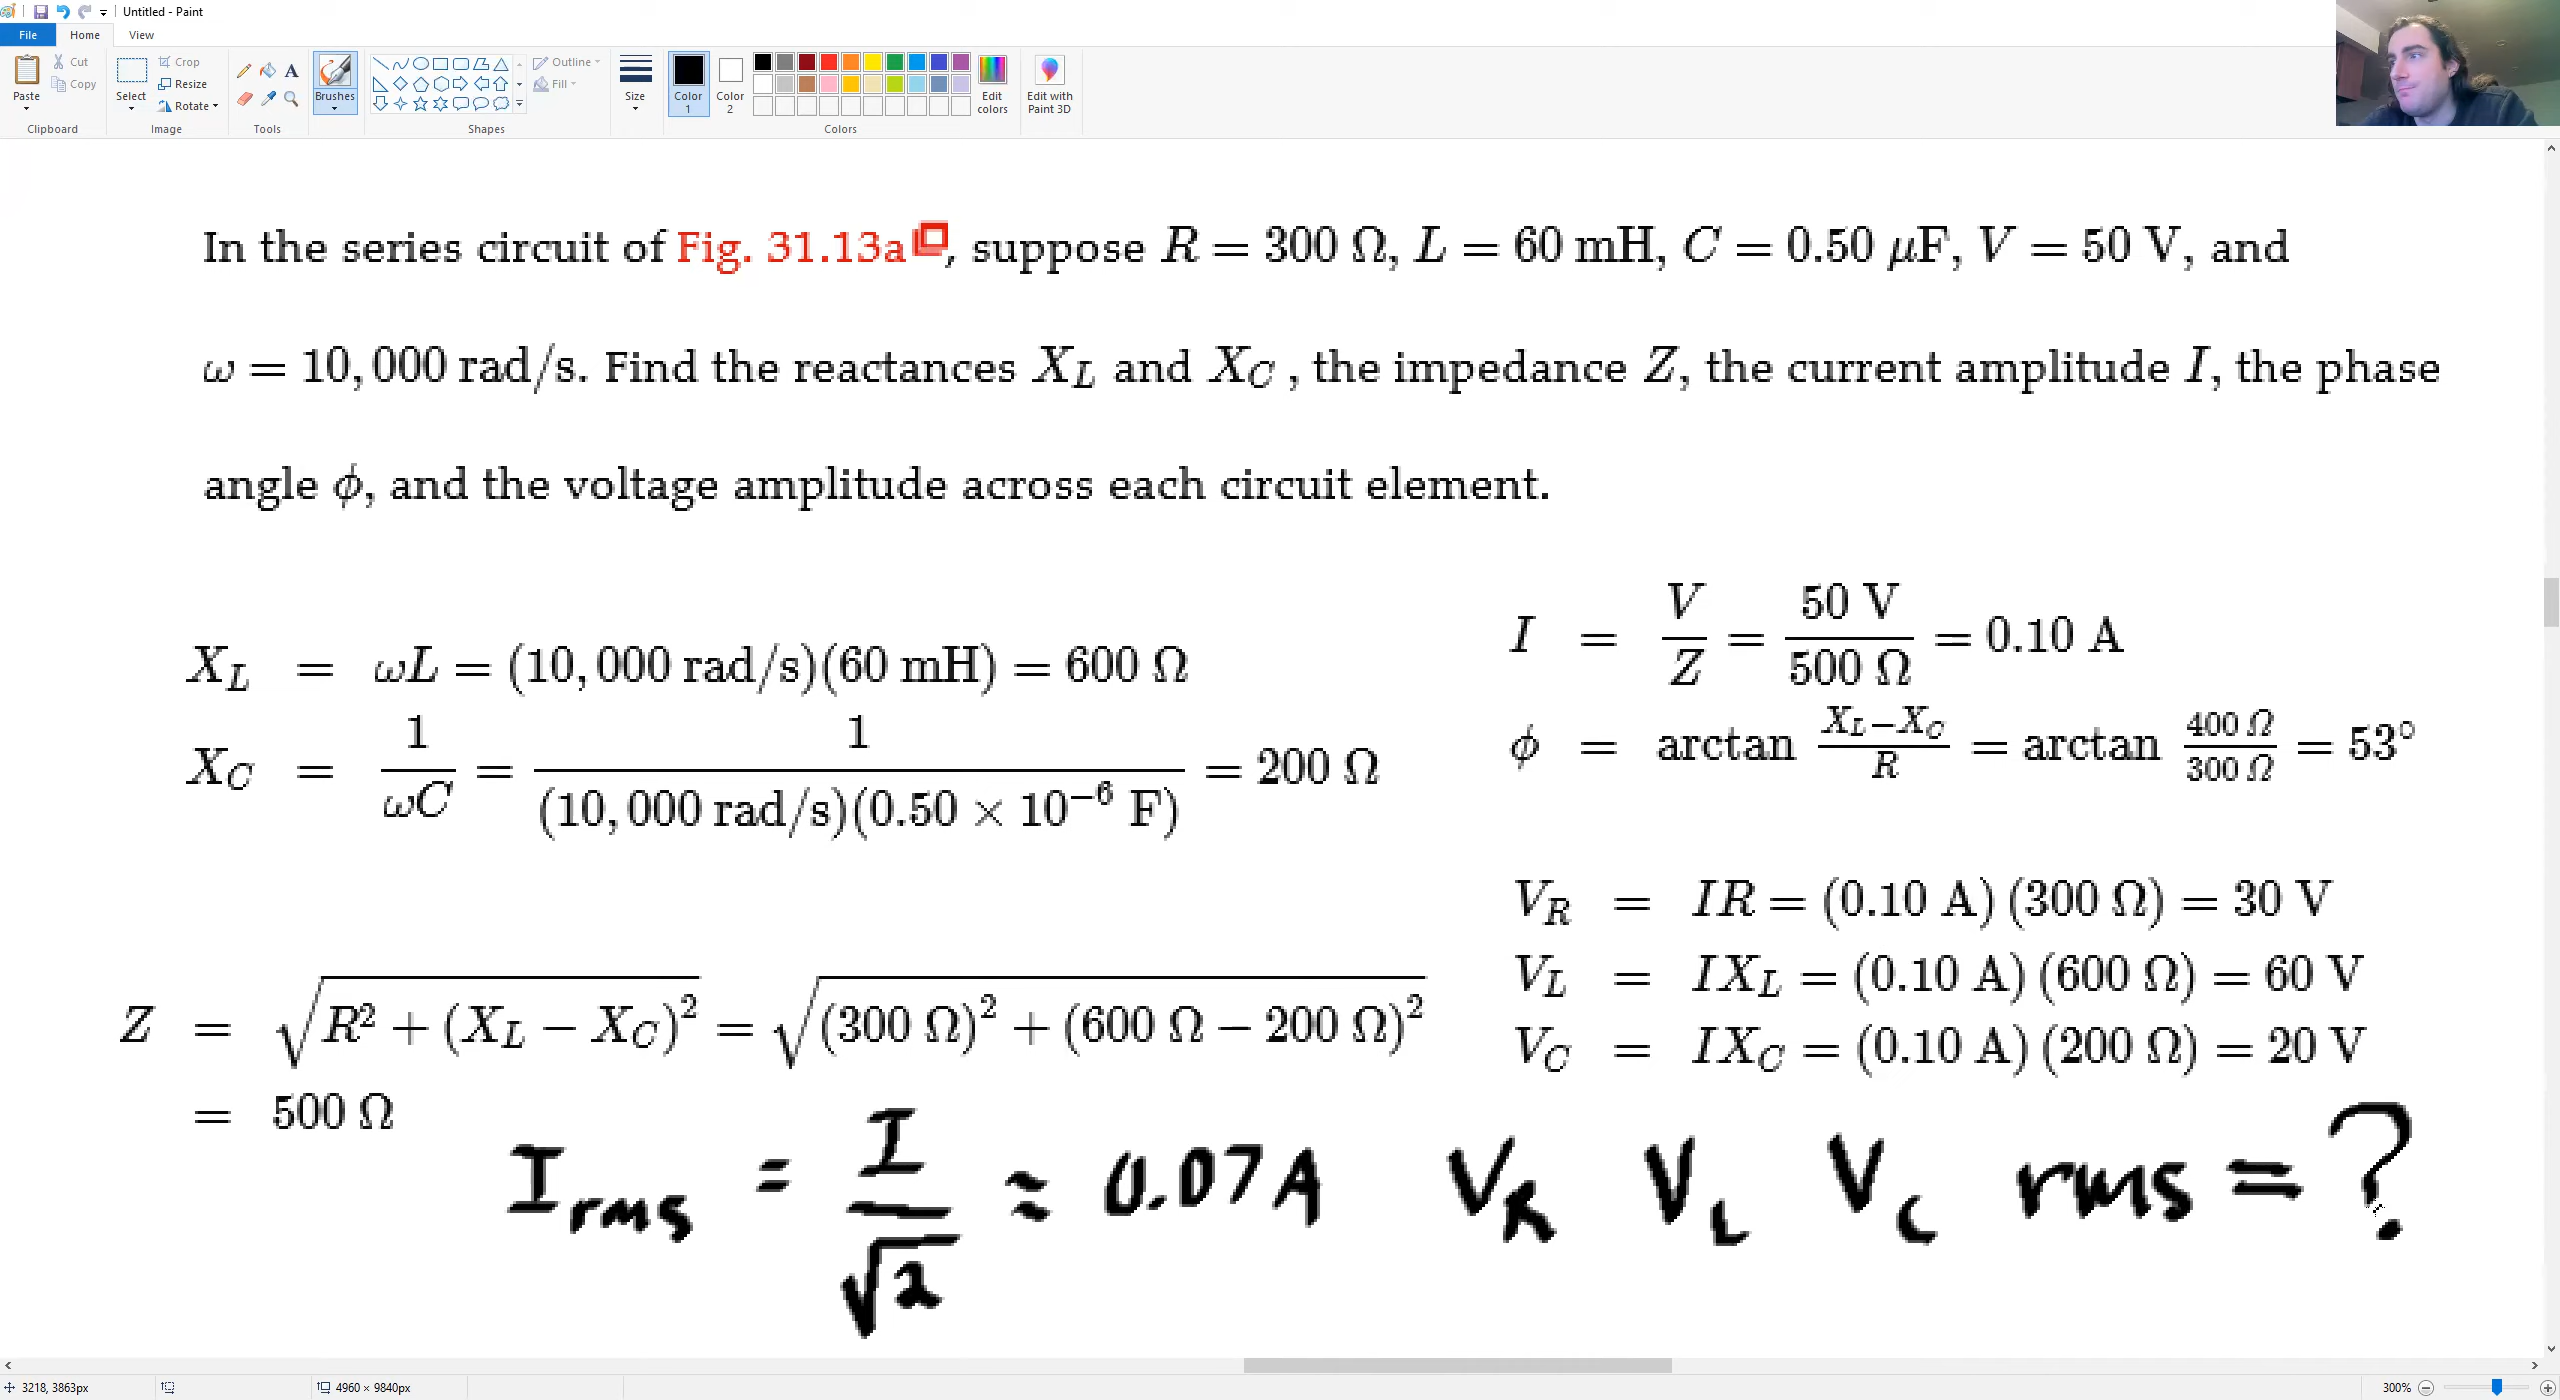 Untitled - Paint
File Home View
Paste Cut Copy Clipboard
Select Crop Resize Rotate Image
Tools
Brushes
Outline Fill Shapes
Size
Color 1 Color 2 Edit colors Colors
Edit with Paint 3D
In the series circuit of Fig. 31.13a, suppose R = 300 Ω, L = 60 mH, C = 0.50 μF, V = 50 V, and
ω = 10,000 rad/s. Find the reactances X_L and X_C , the impedance Z, the current amplitude I, the phase
angle ϕ, and the voltage amplitude across each circuit element.
X_L = ωL = (10,000 rad/s)(60 mH) = 600 Ω
X_C = 1/(ωC) = 1/((10,000 rad/s)(0.50 × 10^−6 F)) = 200 Ω
Z = √(R² + (X_L − X_C)²) = √((300 Ω)² + (600 Ω − 200 Ω)²)
= 500 Ω
I = V/Z = 50 V/500 Ω = 0.10 A
ϕ = arctan (X_L−X_C)/R = arctan 400 Ω/300 Ω = 53°
V_R = IR = (0.10 A)(300 Ω) = 30 V
V_L = IX_L = (0.10 A)(600 Ω) = 60 V
V_C = IX_C = (0.10 A)(200 Ω) = 20 V
I_rms = I/√2 ≈ 0.07A V_R V_L V_C rms = ?
3218, 3863px
4960 × 9840px
300%